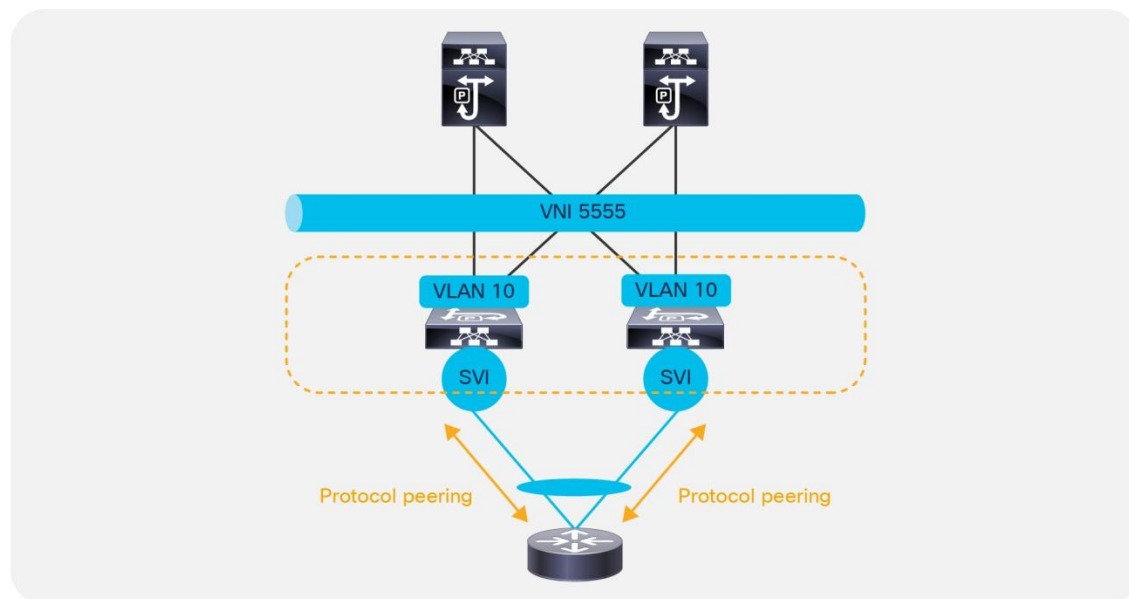 P
P
VNI 5555
VLAN 10
VLAN 10
P
P
SVI
SVI
Protocol peering
Protocol peering